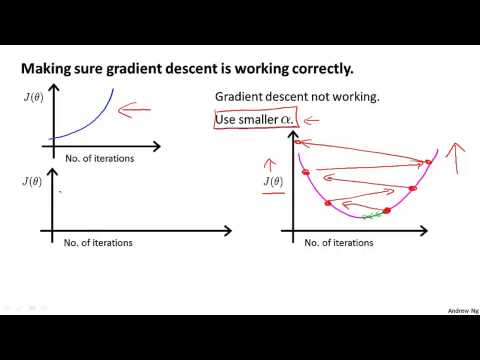 Making sure gradient descent is working correctly.
J(θ)
No. of iterations
Gradient descent not working.
Use smaller α.
J(θ)
No. of iterations
J(θ)
No. of iterations
Andrew Ng